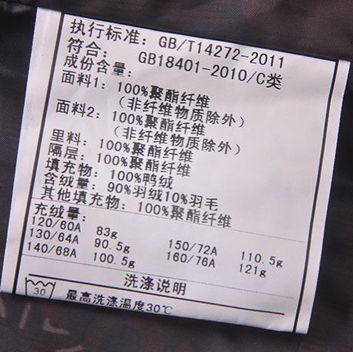 执行标准: GB/T14272-2011
符合: GB18401-2010/C类
成份含量:
面料1: 100%聚酯纤维
(非纤维物质除外)
面料2: 100%聚酯纤维
(非纤维物质除外)
里料: 100%聚酯纤维
隔层: 100%聚酯纤维
填充物: 100%鸭绒
含绒量: 90%羽绒10%羽毛
其他填充物: 100%聚酯纤维
充绒量:
120/60A 83g 150/72A 110.5g
130/64A 90.5g 160/76A 121g
140/68A 100.5g
洗涤说明
30 最高洗涤温度30℃